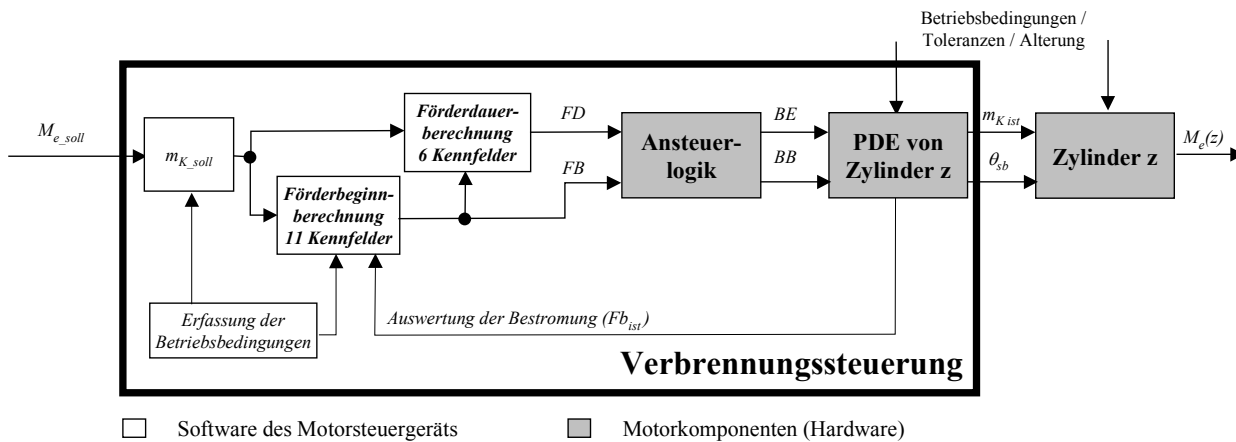 Betriebsbedingungen /
Toleranzen / Alterung
M_e_soll
m_K_soll
Förderdauer-
berechnung
6 Kennfelder
FD
FB
Förderbeginn-
berechnung
11 Kennfelder
Ansteuer-
logik
BE
BB
PDE von
Zylinder z
m_K ist
θ_sb
Zylinder z
M_e(z)
Erfassung der
Betriebsbedingungen
Auswertung der Bestromung (Fb_ist)
Verbrennungssteuerung
Software des Motorsteuergeräts
Motorkomponenten (Hardware)